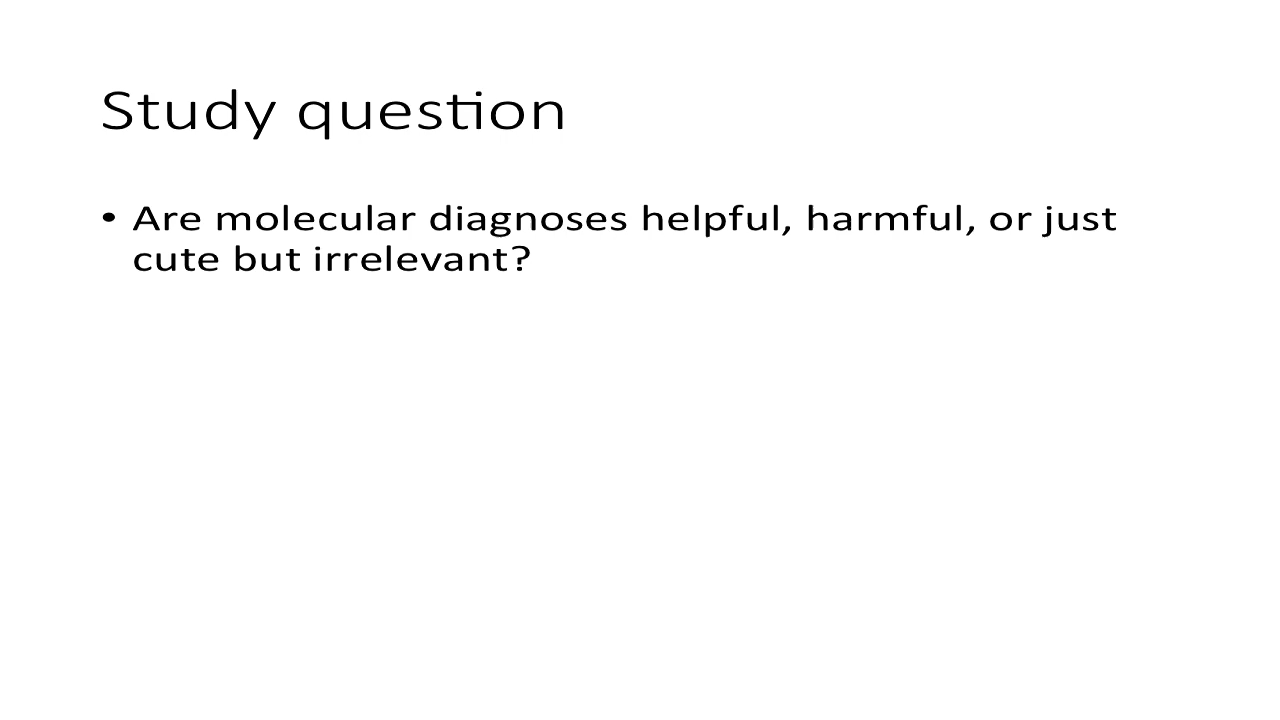 Study question
• Are molecular diagnoses helpful, harmful, or just
cute but irrelevant?